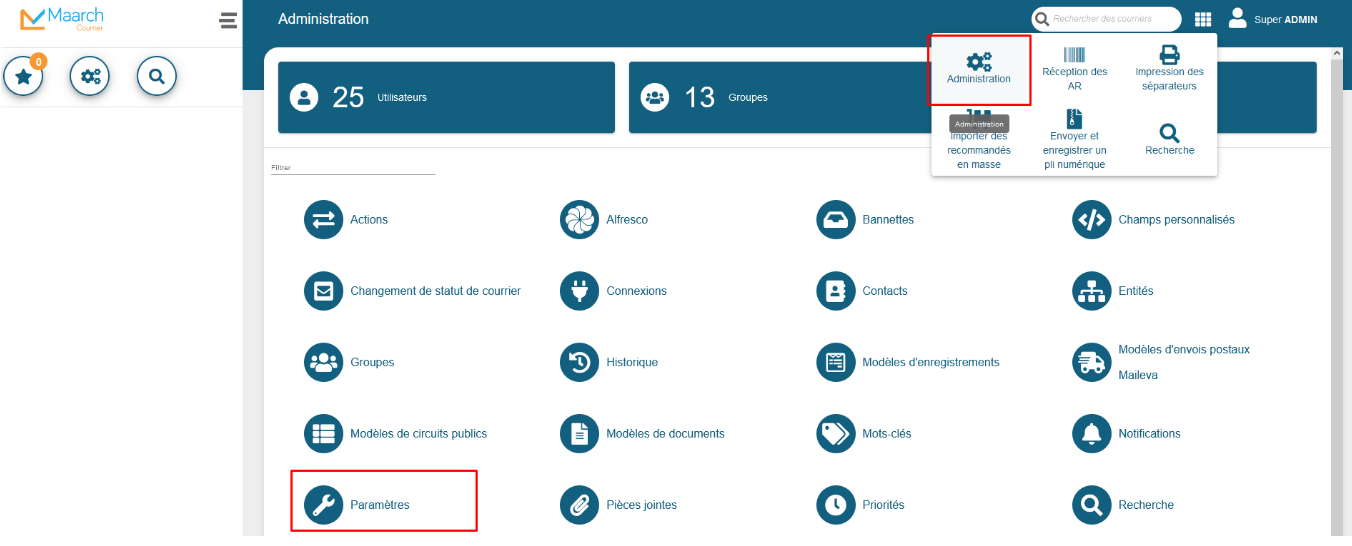 Maarch
Courrier
0
Administration
Rechercher des courriers
Super ADMIN
25 Utilisateurs
13 Groupes
Administration
Réception des
AR
Impression des
séparateurs
Administration
Importer des
recommandés
en masse
Envoyer et
enregistrer un
pli numérique
Recherche
Filtrer
Actions
Alfresco
Bannettes
Champs personnalisés
Changement de statut de courrier
Connexions
Contacts
Entités
Groupes
Historique
Modèles d'enregistrements
Modèles d'envois postaux
Maileva
Modèles de circuits publics
Modèles de documents
Mots-clés
Notifications
Paramètres
Pièces jointes
Priorités
Recherche